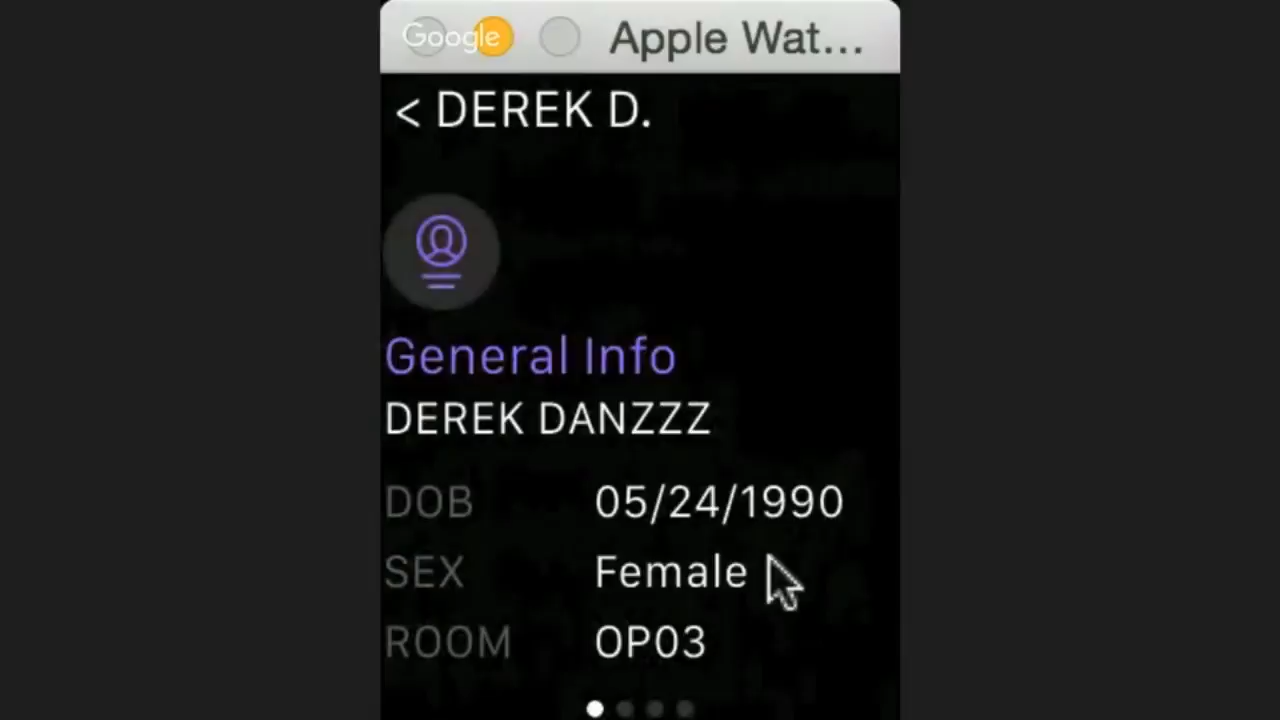 Google
Apple Wat...
< DEREK D.
General Info
DEREK DANZZZ
DOB 05/24/1990
SEX Female
ROOM OP03